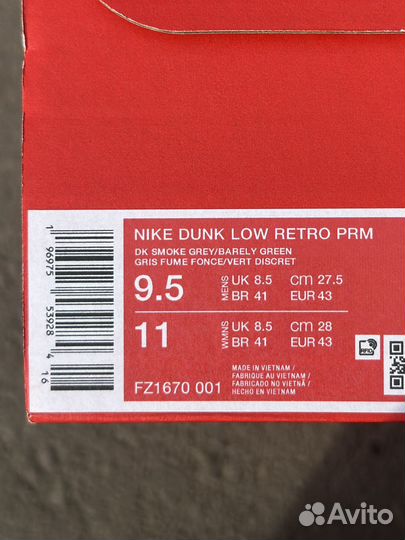 NIKE DUNK LOW RETRO PRM
DK SMOKE GREY/BARELY GREEN
GRIS FUME FONCE/VERT DISCRET
9.5 MENS UK 8.5 cm 27.5
BR 41 EUR 43
11 WMNS UK 8.5 cm 28
BR 41 EUR 43
MADE IN VIETNAM /
FABRIQUE AU VIETNAM /
FABRICADO NO VIETNÃ /
HECHO EN VIETNAM
FZ1670 001
1 96975 53928 4 16
Avito